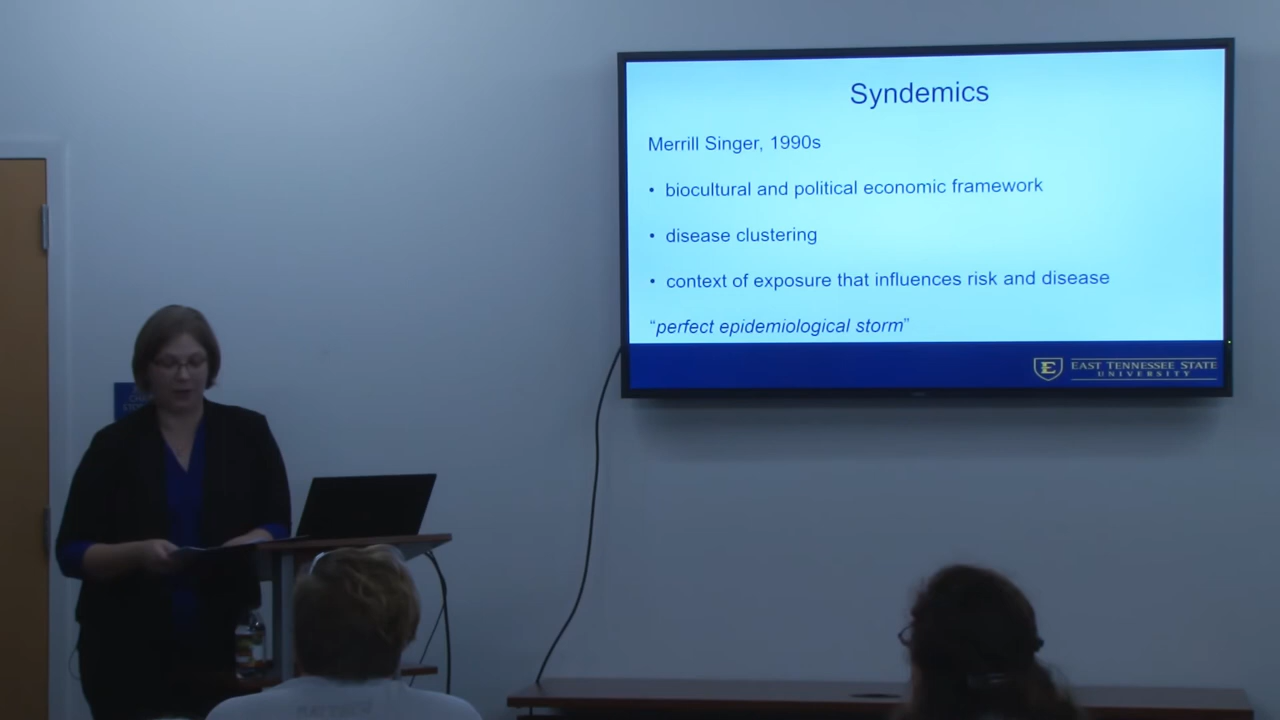 Syndemics
Merrill Singer, 1990s
• biocultural and political economic framework
• disease clustering
• context of exposure that influences risk and disease
“perfect epidemiological storm”
E
EAST TENNESSEE STATE
UNIVERSITY